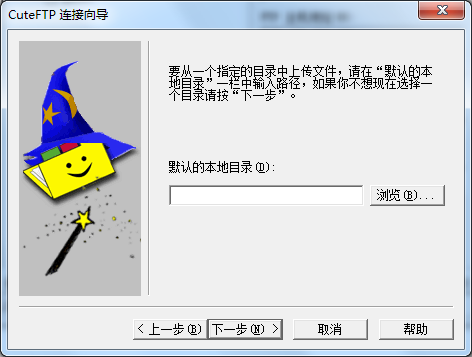 CuteFTP 连接向导
要从一个指定的目录中上传文件，请在“默认的本
地目录”一栏中输入路径，如果你不想现在选择一
个目录请按“下一步”。
默认的本地目录(D)：
浏览(B)...
< 上一步(B) 下一步(N) > 取消 帮助